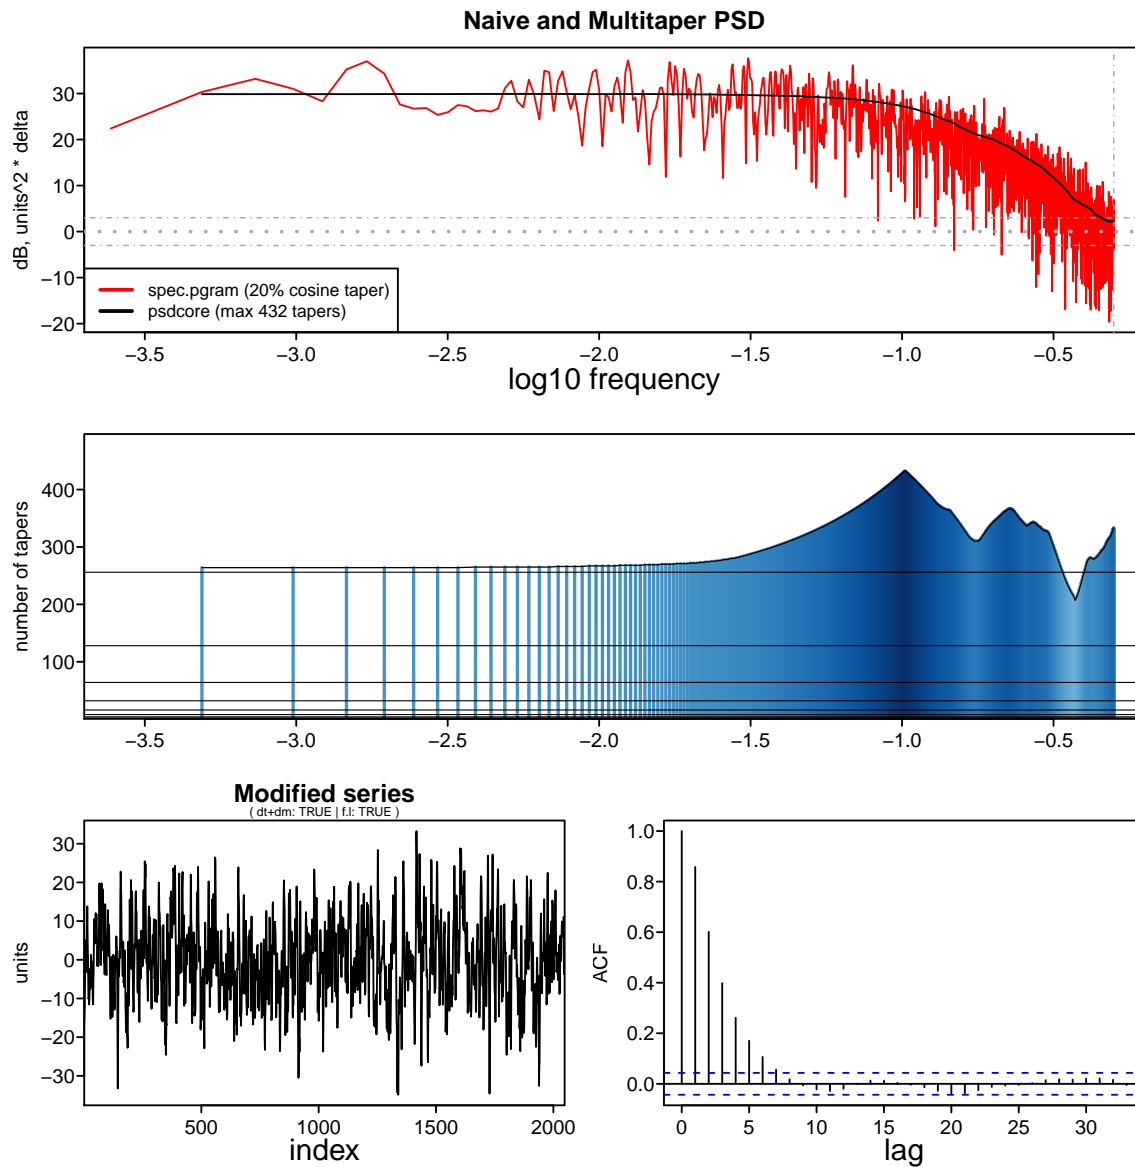 Naive and Multitaper PSD
dB, units^2 * delta
30
20
10
0
−10
−20
spec.pgram (20% cosine taper)
psdcore (max 432 tapers)
−3.5 −3.0 −2.5 −2.0 −1.5 −1.0 −0.5
log10 frequency
number of tapers
400
300
200
100
−3.5 −3.0 −2.5 −2.0 −1.5 −1.0 −0.5
Modified series
( dt+dm: TRUE | f.l: TRUE )
units
30
20
10
0
−10
−20
−30
500 1000 1500 2000
index
ACF
1.0
0.8
0.6
0.4
0.2
0.0
0 5 10 15 20 25 30
lag